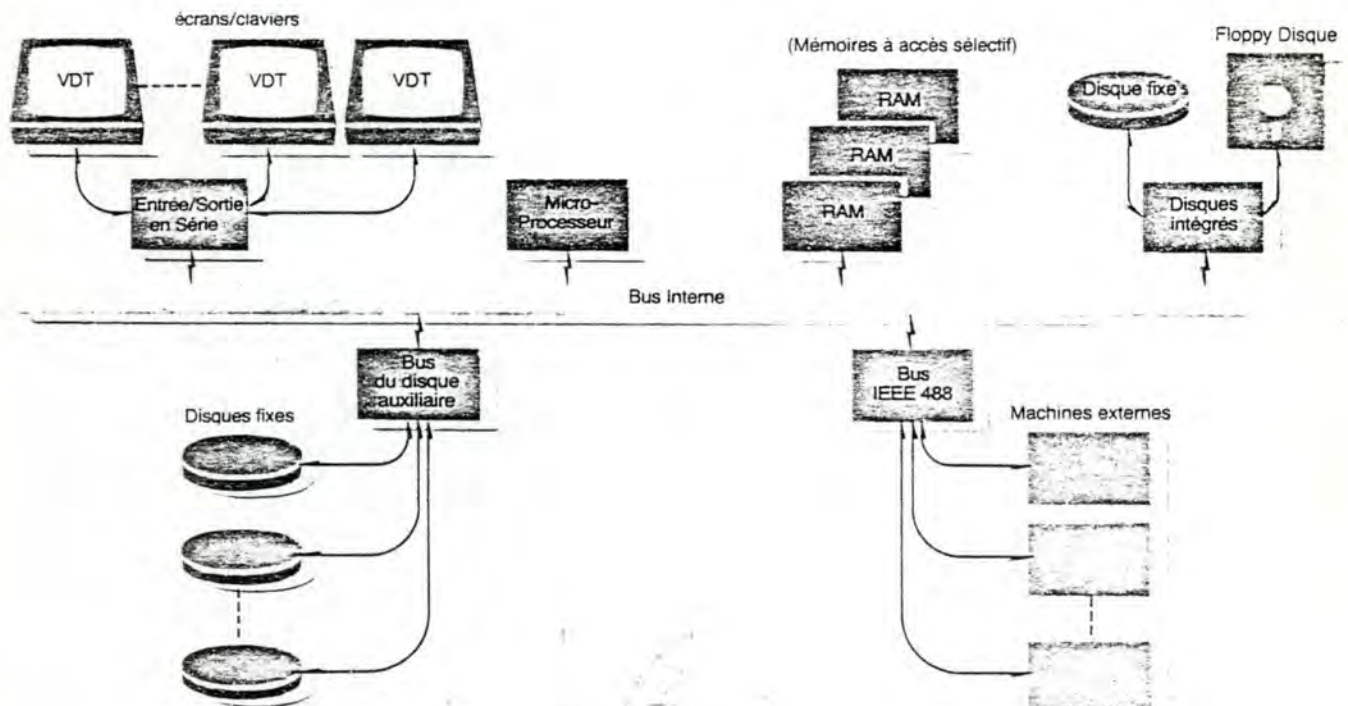 écrans/claviers
VDT
VDT
VDT
Entrée/Sortie
en Série
Micro-
Processeur
(Mémoires à accès sélectif)
RAM
RAM
RAM
Floppy Disque
Disque fixe
Disques
intégrés
Bus Interne
Bus
du disque
auxiliaire
Disques fixes
Bus
IEEE 488
Machines externes